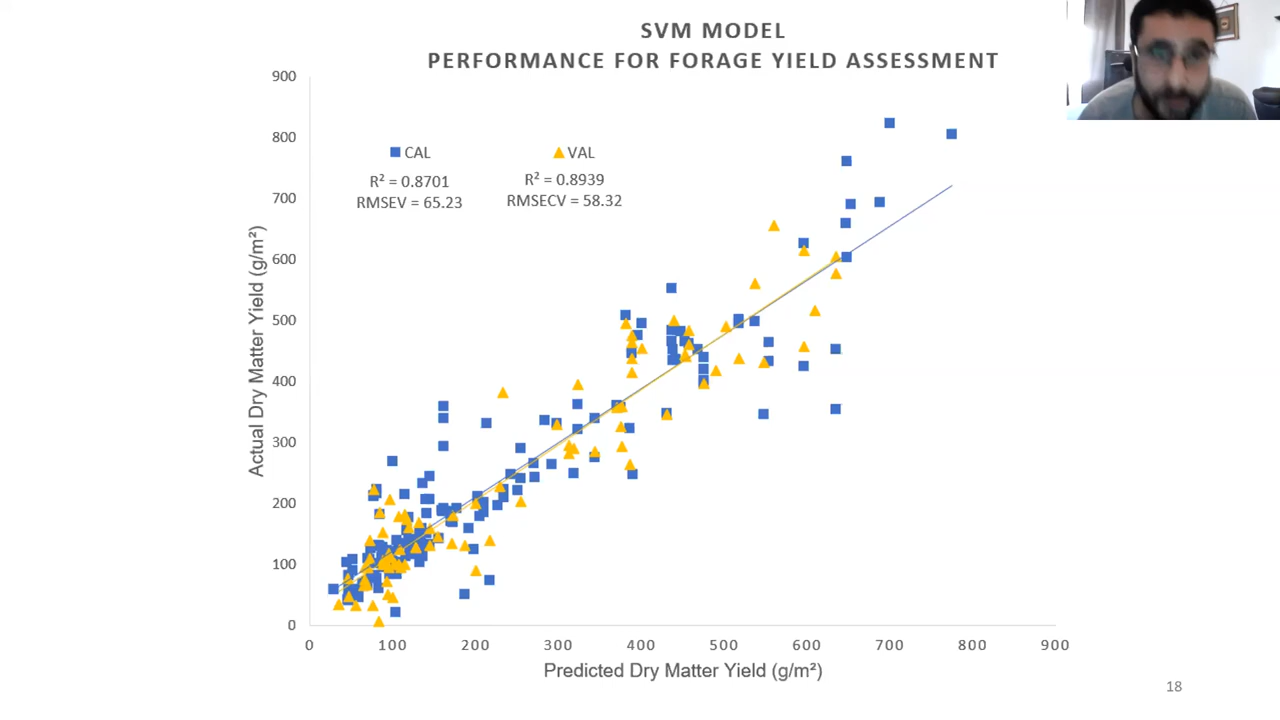 SVM MODEL
PERFORMANCE FOR FORAGE YIELD ASSESSMENT
900
800
700
600
500
400
300
200
100
0
Actual Dry Matter Yield (g/m²)
CAL
R² = 0.8701
RMSEV = 65.23
VAL
R² = 0.8939
RMSECV = 58.32
0 100 200 300 400 500 600 700 800 900
Predicted Dry Matter Yield (g/m²)
18